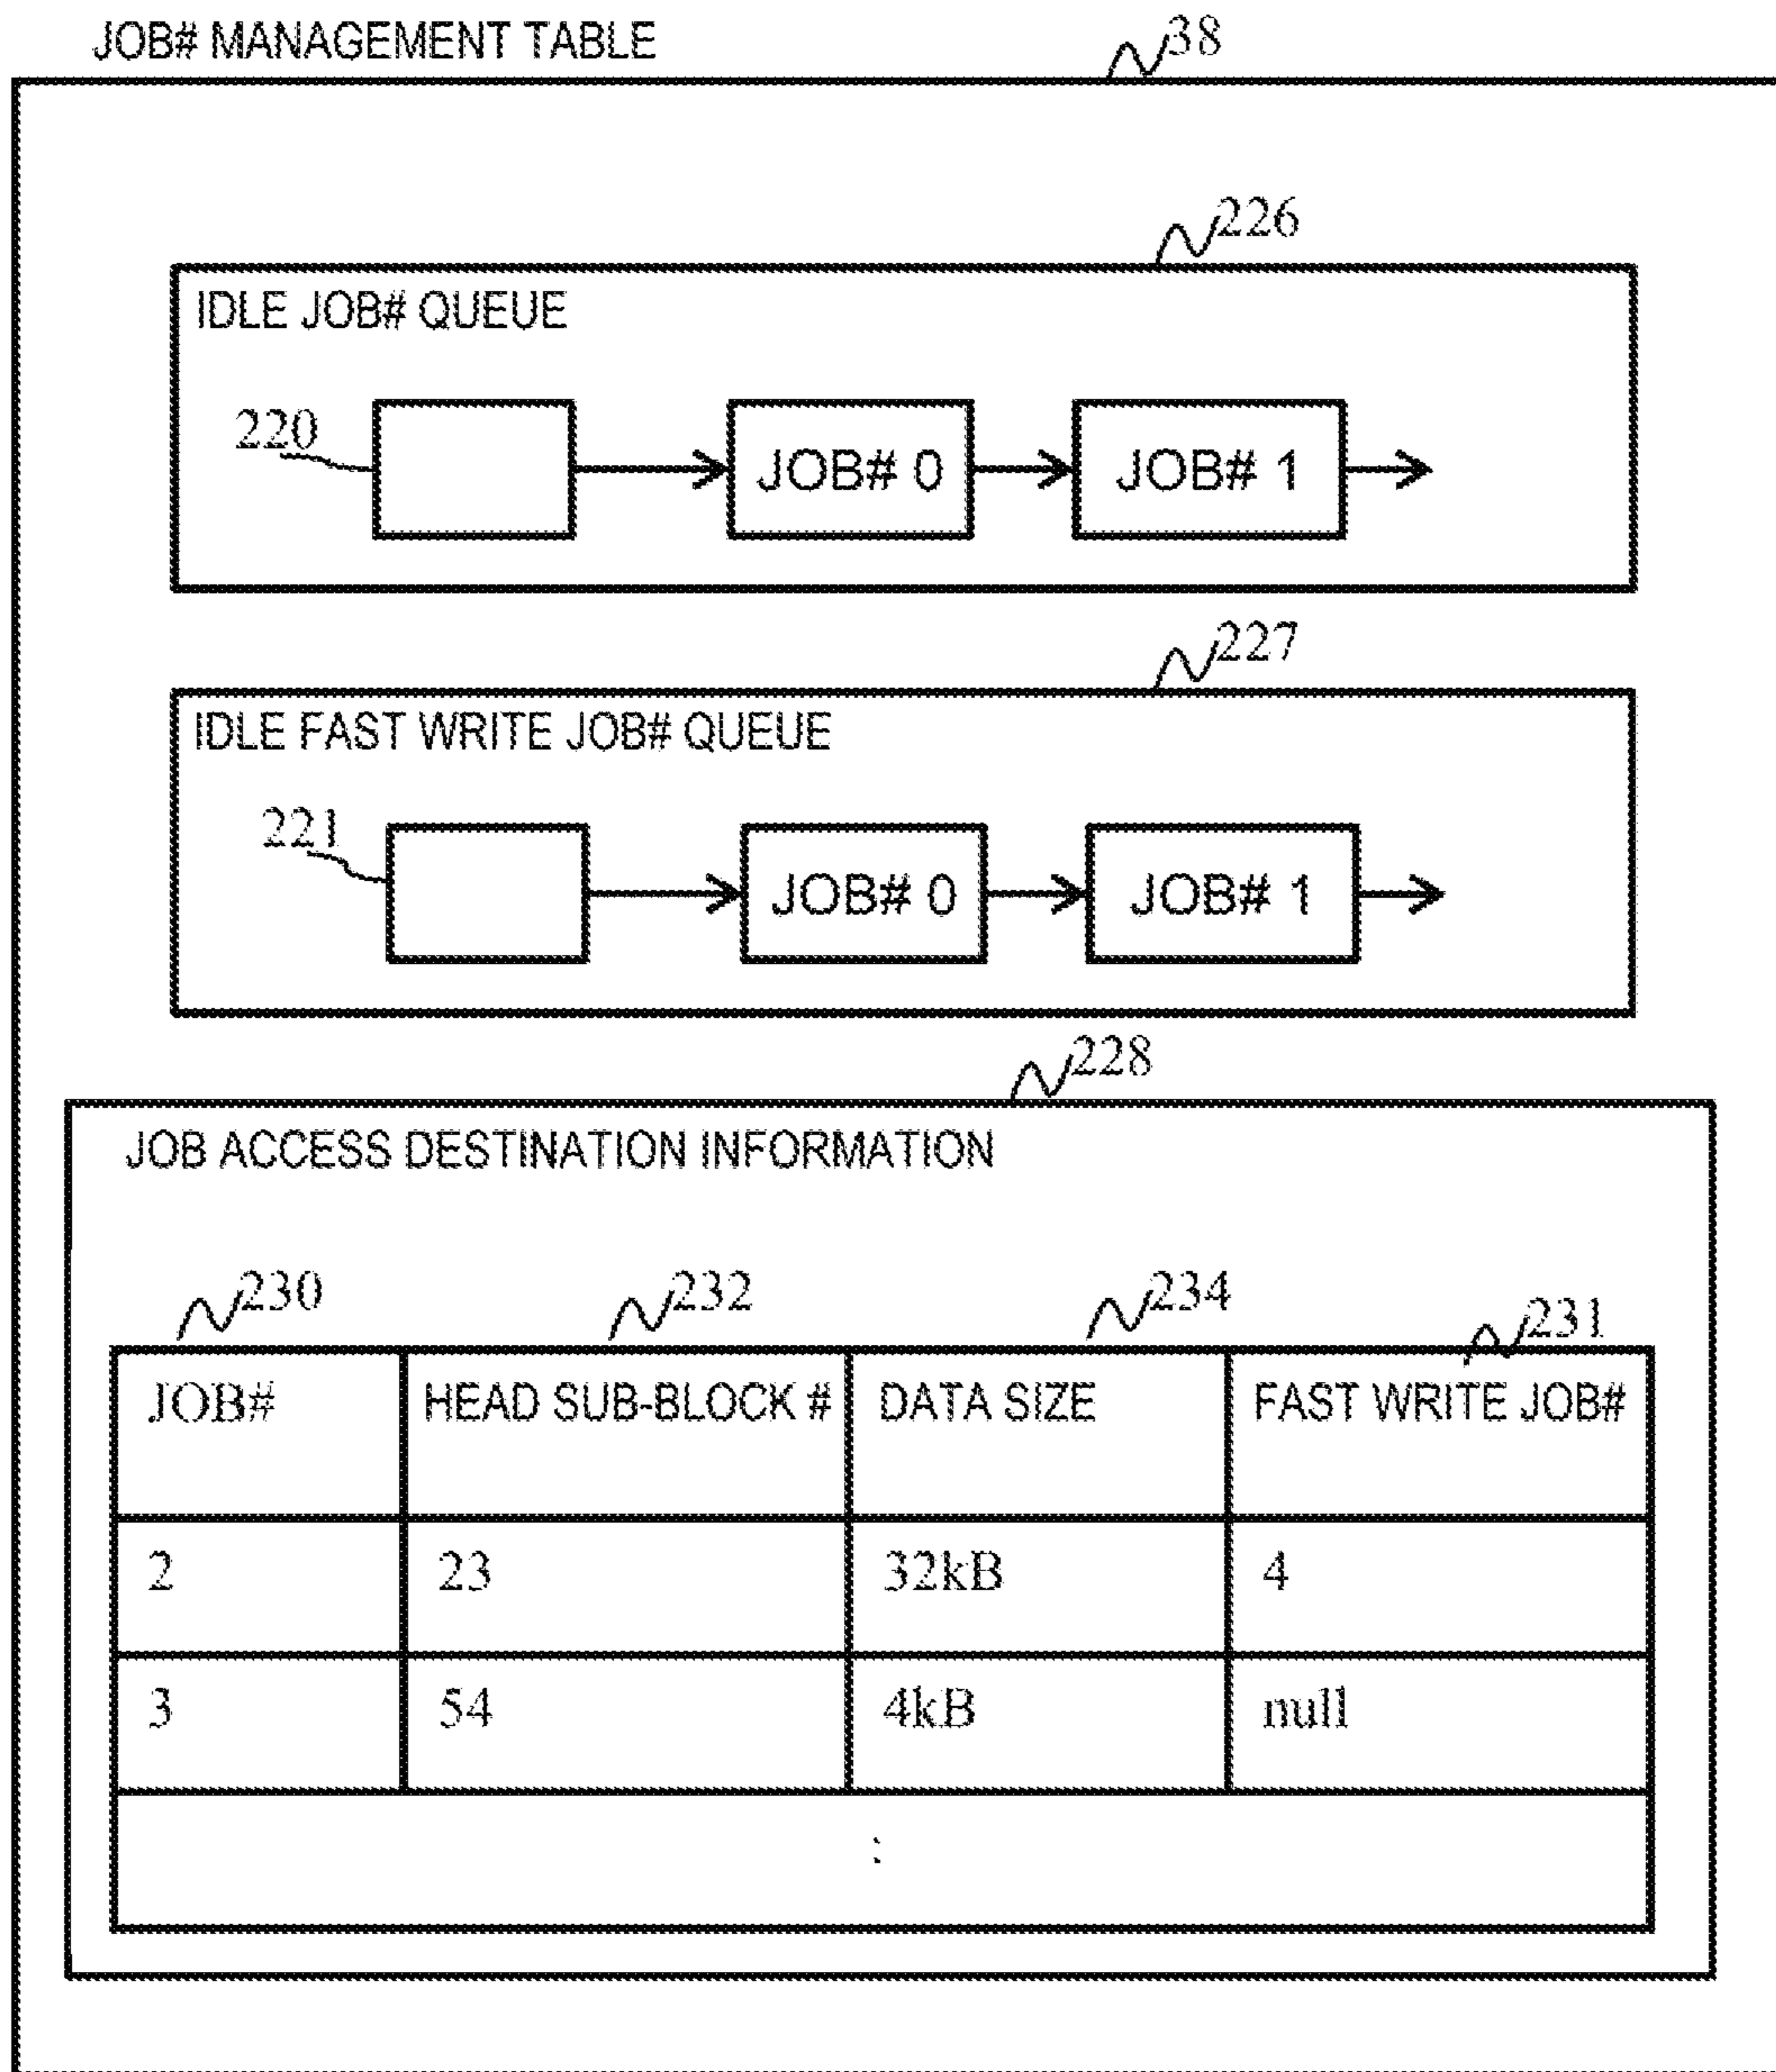 JOB# MANAGEMENT TABLE
38
226
IDLE JOB# QUEUE
220
JOB# 0
JOB# 1
227
IDLE FAST WRITE JOB# QUEUE
221
JOB# 0
JOB# 1
228
JOB ACCESS DESTINATION INFORMATION
230 232 234 231
JOB# HEAD SUB-BLOCK # DATA SIZE FAST WRITE JOB#
2 23 32kB 4
3 54 4kB null
: